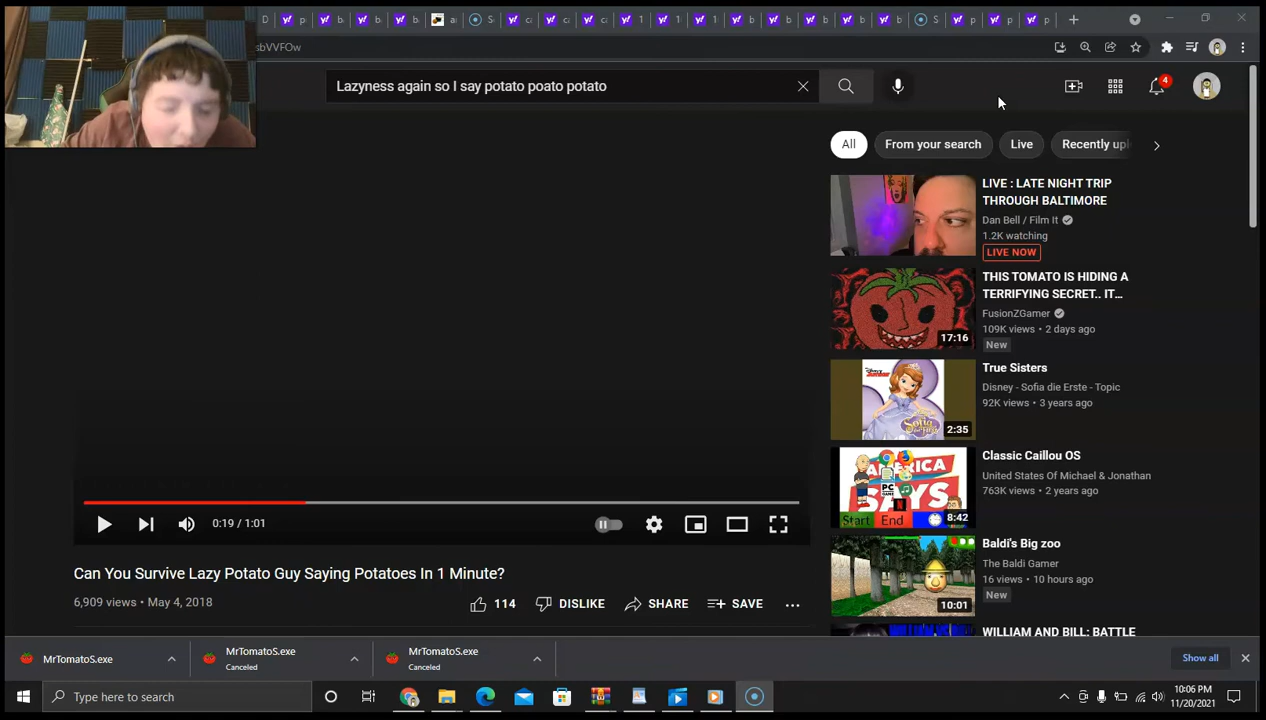 sbVVFOw
Lazyness again so I say potato poato potato
4
All
From your search
Live
Recently upl
LIVE : LATE NIGHT TRIP
THROUGH BALTIMORE
Dan Bell / Film It
1.2K watching
LIVE NOW
THIS TOMATO IS HIDING A
TERRIFYING SECRET.. IT...
FusionZGamer
109K views • 2 days ago
New
17:16
True Sisters
Disney - Sofia die Erste - Topic
92K views • 3 years ago
2:35
Classic Caillou OS
United States Of Michael & Jonathan
763K views • 2 years ago
AMERICA
SAYS
PC
GAME
Start
End
8:42
Baldi's Big zoo
The Baldi Gamer
16 views • 10 hours ago
New
10:01
WILLIAM AND BILL: BATTLE
0:19 / 1:01
Can You Survive Lazy Potato Guy Saying Potatoes In 1 Minute?
6,909 views • May 4, 2018
114
DISLIKE
SHARE
SAVE
MrTomatoS.exe
MrTomatoS.exe
Canceled
MrTomatoS.exe
Canceled
Show all
Type here to search
10:06 PM
11/20/2021